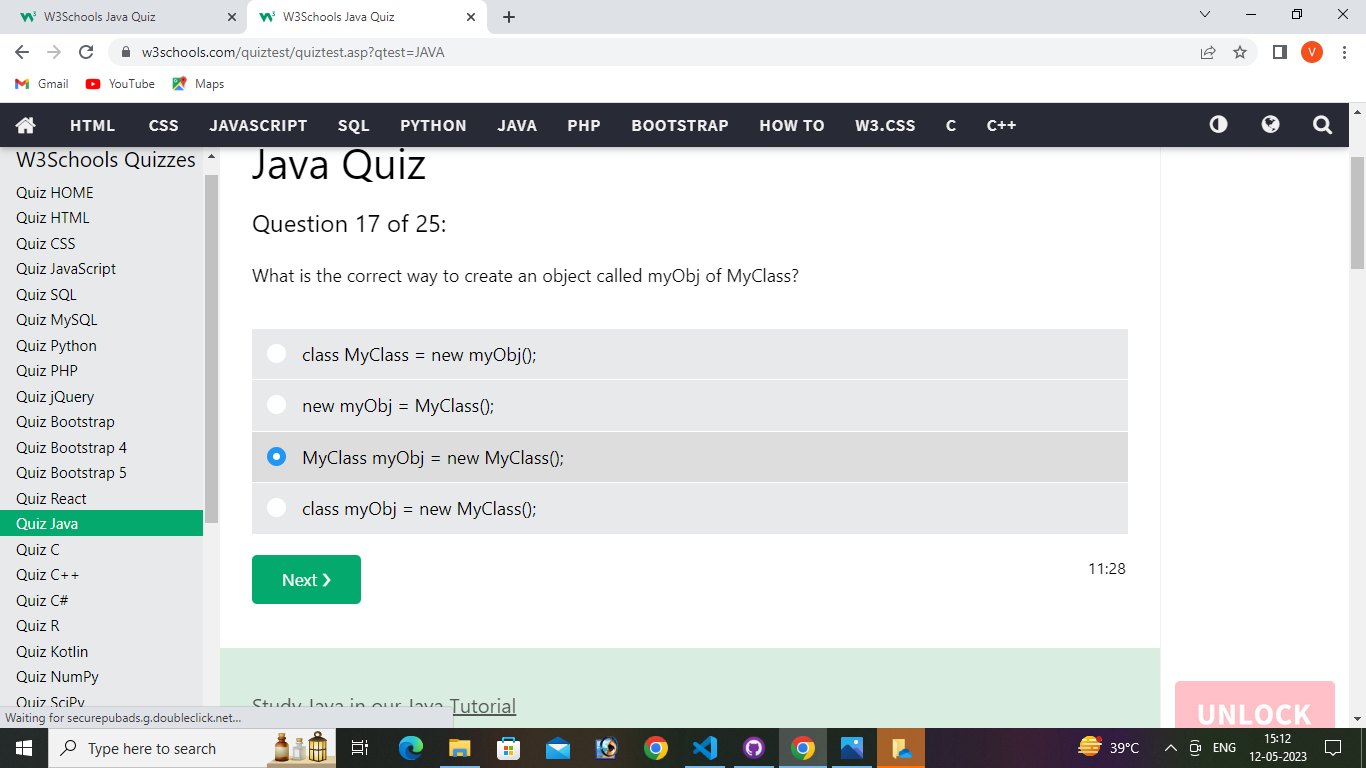 W3Schools Java Quiz
W3Schools Java Quiz
w3schools.com/quiztest/quiztest.asp?qtest=JAVA
V
Gmail
YouTube
Maps
HTML CSS JAVASCRIPT SQL PYTHON JAVA PHP BOOTSTRAP HOW TO W3.CSS C C++
W3Schools Quizzes
Quiz HOME
Quiz HTML
Quiz CSS
Quiz JavaScript
Quiz SQL
Quiz MySQL
Quiz Python
Quiz PHP
Quiz jQuery
Quiz Bootstrap
Quiz Bootstrap 4
Quiz Bootstrap 5
Quiz React
Quiz Java
Quiz C
Quiz C++
Quiz C#
Quiz R
Quiz Kotlin
Quiz NumPy
Quiz SciPy
Java Quiz
Question 17 of 25:
What is the correct way to create an object called myObj of MyClass?
class MyClass = new myObj();
new myObj = MyClass();
MyClass myObj = new MyClass();
class myObj = new MyClass();
Next ❯
11:28
Study Java in our Java Tutorial
UNLOCK
Waiting for securepubads.g.doubleclick.net...
Type here to search
39°C
ENG
15:12
12-05-2023